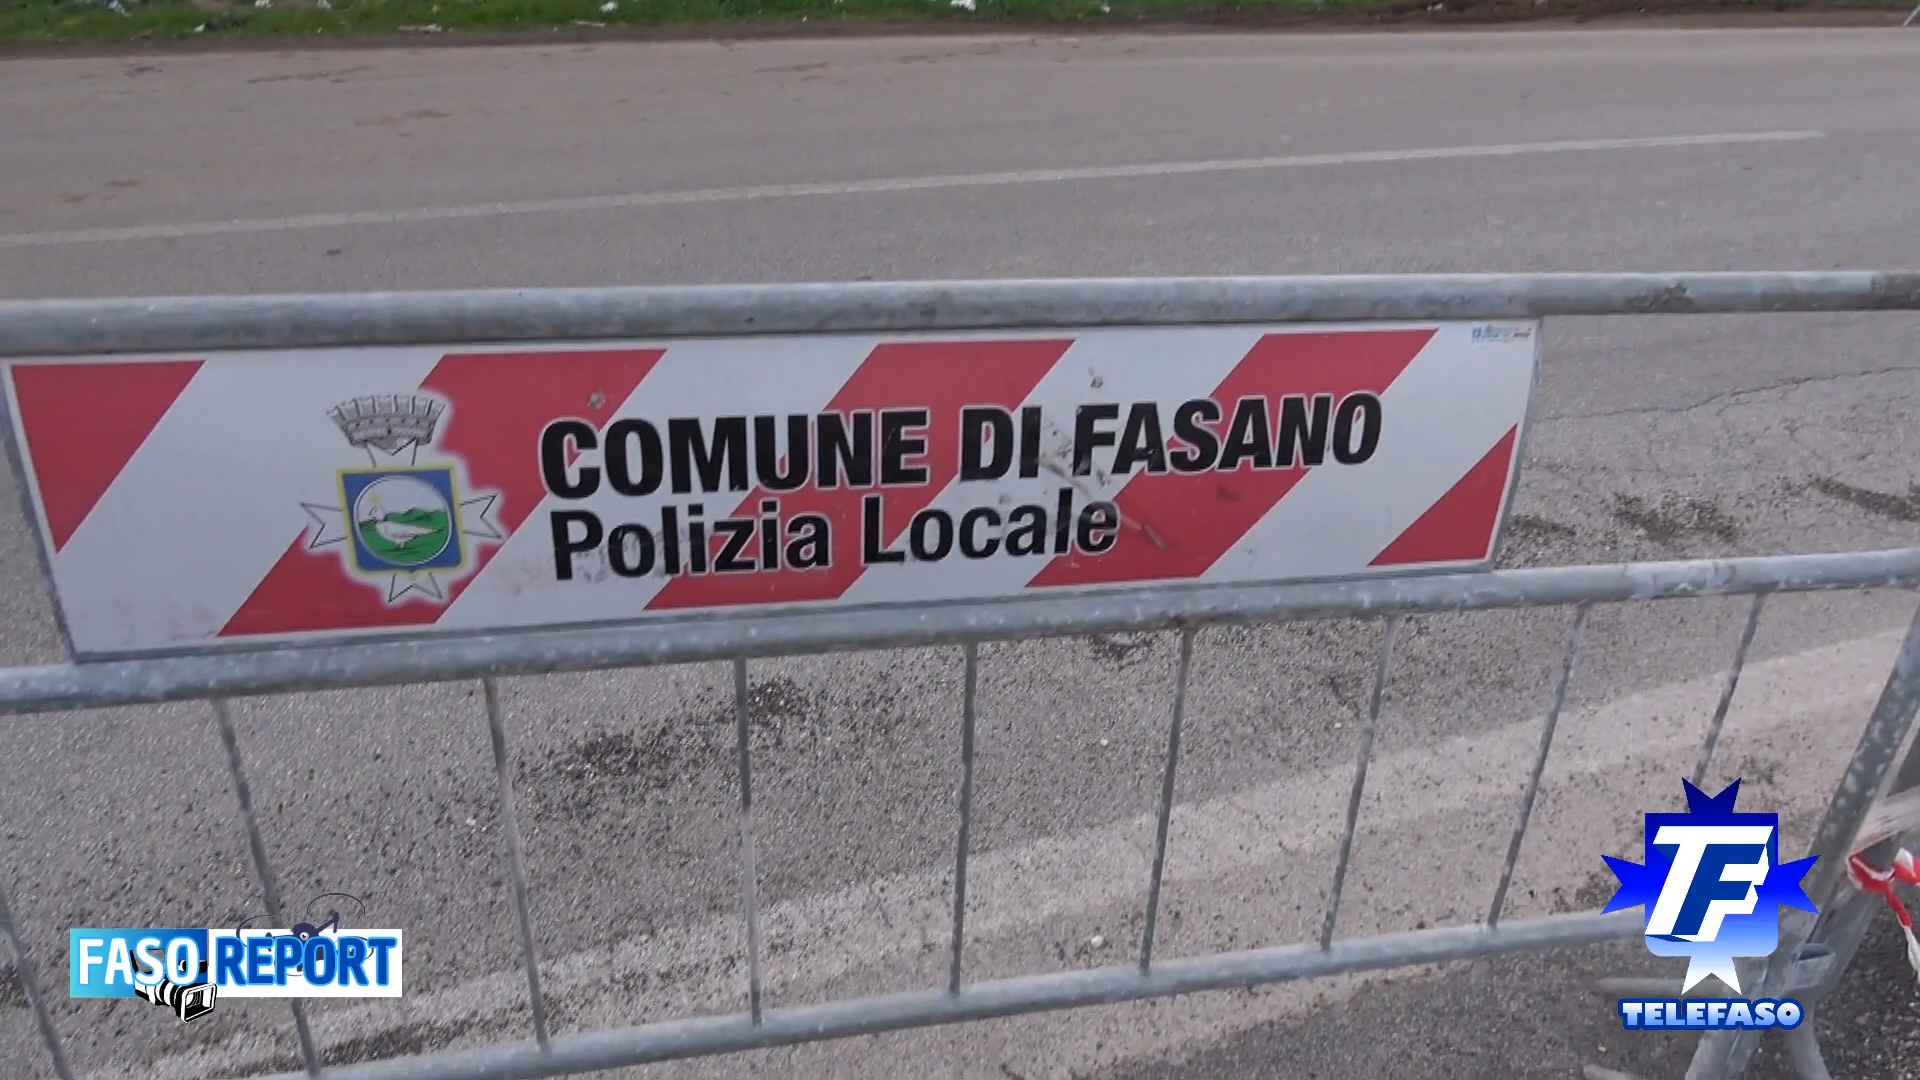 COMUNE DI FASANO
Polizia Locale
FASO REPORT
TF
TELEFASO